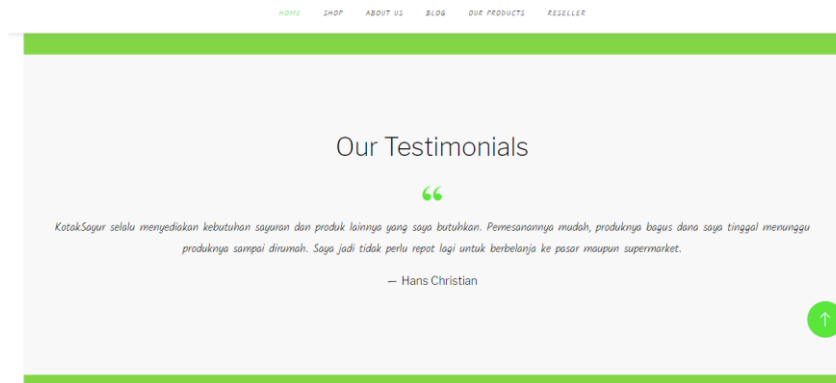 HOME SHOP ABOUT US BLOG OUR PRODUCTS RESELLER
Our Testimonials
“
KotakSayur selalu menyediakan kebutuhan sayuran dan produk lainnya yang saya butuhkan. Pemesanannya mudah, produknya bagus dana saya tinggal menunggu
produknya sampai dirumah. Saya jadi tidak perlu repot lagi untuk berbelanja ke pasar maupun supermarket.
— Hans Christian